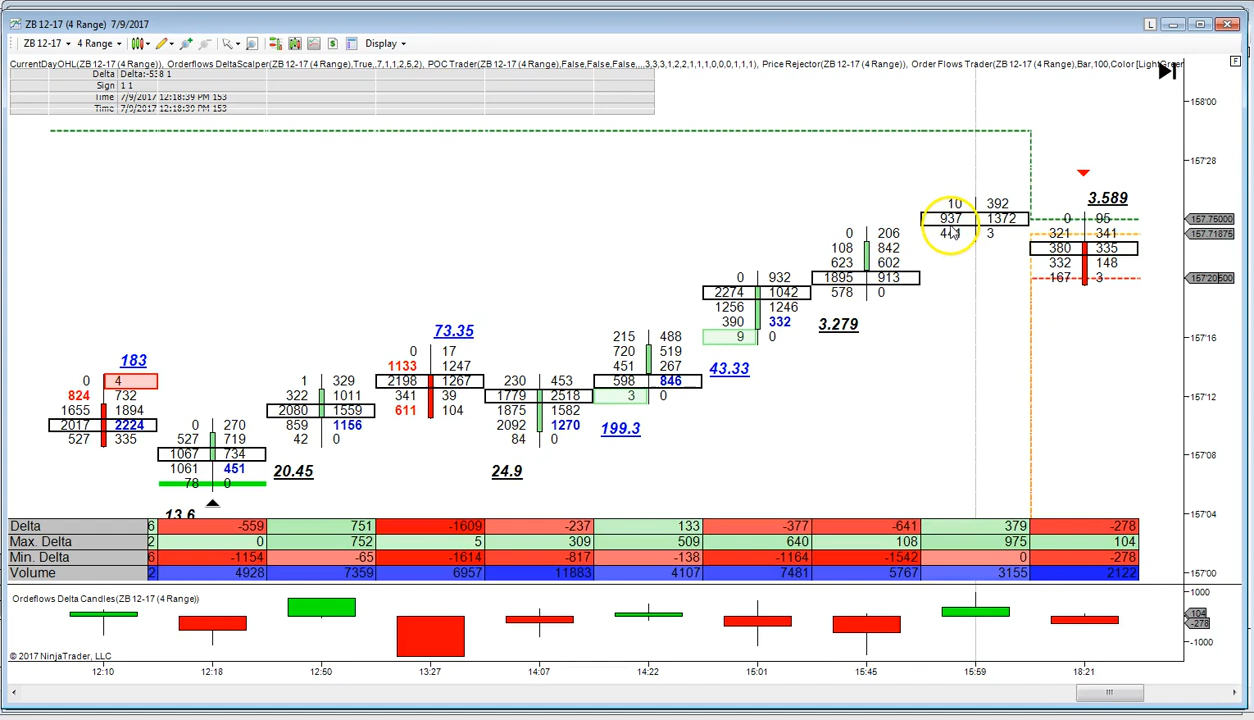 ZB 12-17 (4 Range) 7/9/2017
L
ZB 12-17 4 Range Display
CurrentDayOHL(ZB 12-17 (4 Range)), Orderflows DeltaScalper(ZB 12-17 (4 Range),True,.7,1,1,2,5,2), POC Trader(ZB 12-17 (4 Range),False,False,False,...,3,3,3,1,2,2,1,1,1,0,0,0,1,1,1), Price Rejector(ZB 12-17 (4 Range)), Order Flows Trader(ZB 12-17 (4 Range),Bar,100,Color [LightGreen
F
Delta Delta:-538 1
Sign 1 1
Time 7/9/2017 12:18:39 PM 153
Time 7/9/2017 12:18:39 PM 153
158'00
157'28
3.589
10 392
937 1372 0 95 157.75000
3 0 206 321 341 157.71875
108 842 380 335
623 602 332 148
0 932 1895 913 167 3
2274 1042 578 0
1256 1246
390 332 3.279
73.35 215 488 9 0 157'16
0 17 720 519
183 1133 1247 451 267 43.33
0 4 1 329 2198 1267 230 453 598 846
824 732 322 1011 341 39 1779 2518 3 0 157'12
1655 1894 2080 1559 611 104 1875 1582
2017 2224 0 270 859 1156 2092 1270 199.3
527 335 527 719 42 0 84 0
1067 734 157'08
1061 451 20.45 24.9
78 0
13.6 157'04
Delta 6 -559 751 -1609 -237 133 -377 -641 379 -278
Max. Delta 2 0 752 5 309 509 640 108 975 104
Min. Delta 6 -1154 -65 -1614 -817 -138 -1164 -1542 0 -278
Volume 2 4928 7359 6957 11883 4107 7481 5767 3155 2122 157'00
Ordeflows Delta Candles(ZB 12-17 (4 Range))
1000
104
-278
-1000
© 2017 NinjaTrader, LLC
12:10 12:18 12:50 13:27 14:07 14:22 15:01 15:45 15:59 18:21